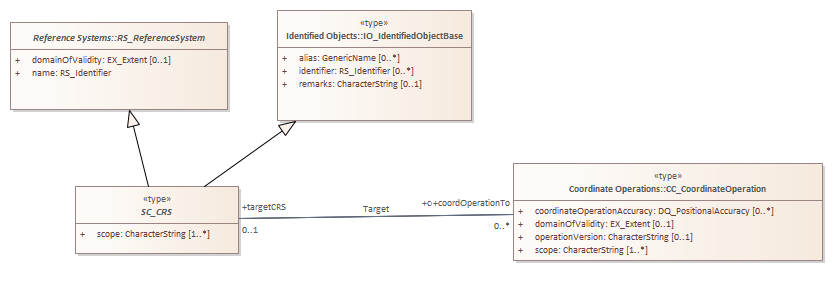 Reference Systems::RS_ReferenceSystem
+ domainOfValidity: EX_Extent [0..1]
+ name: RS_Identifier
«type»
Identified Objects::IO_IdentifiedObjectBase
+ alias: GenericName [0..*]
+ identifier: RS_Identifier [0..*]
+ remarks: CharacterString [0..1]
«type»
SC_CRS
+ scope: CharacterString [1..*]
+targetCRS
0..1
Target
+coordOperationTo
0..*
«type»
Coordinate Operations::CC_CoordinateOperation
+ coordinateOperationAccuracy: DQ_PositionalAccuracy [0..*]
+ domainOfValidity: EX_Extent [0..1]
+ operationVersion: CharacterString [0..1]
+ scope: CharacterString [1..*]